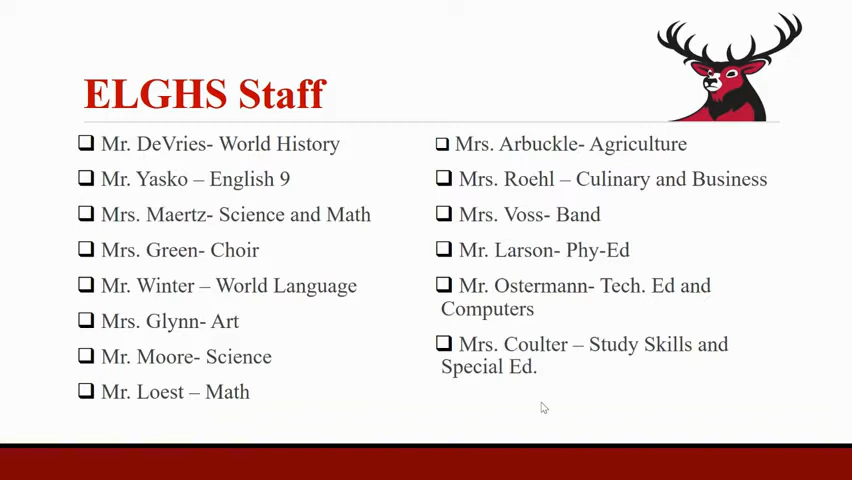 ELGHS Staff
Mr. DeVries- World History
Mr. Yasko – English 9
Mrs. Maertz- Science and Math
Mrs. Green- Choir
Mr. Winter – World Language
Mrs. Glynn- Art
Mr. Moore- Science
Mr. Loest – Math
Mrs. Arbuckle- Agriculture
Mrs. Roehl – Culinary and Business
Mrs. Voss- Band
Mr. Larson- Phy-Ed
Mr. Ostermann- Tech. Ed and
Computers
Mrs. Coulter – Study Skills and
Special Ed.